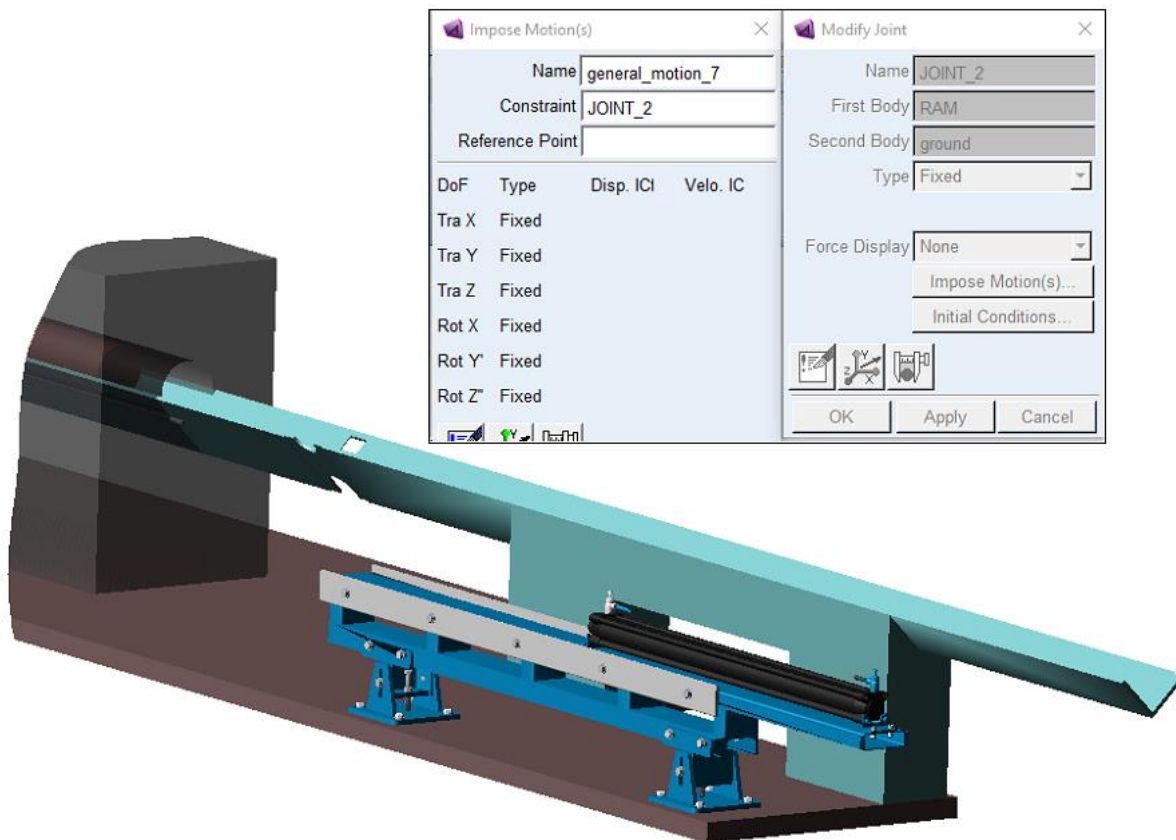 Impose Motion(s)
Name general_motion_7
Constraint JOINT_2
Reference Point
DoF Type Disp. IC! Velo. IC
Tra X Fixed
Tra Y Fixed
Tra Z Fixed
Rot X Fixed
Rot Y' Fixed
Rot Z" Fixed
Modify Joint
Name JOINT_2
First Body RAM
Second Body ground
Type Fixed
Force Display None
Impose Motion(s)...
Initial Conditions...
OK Apply Cancel